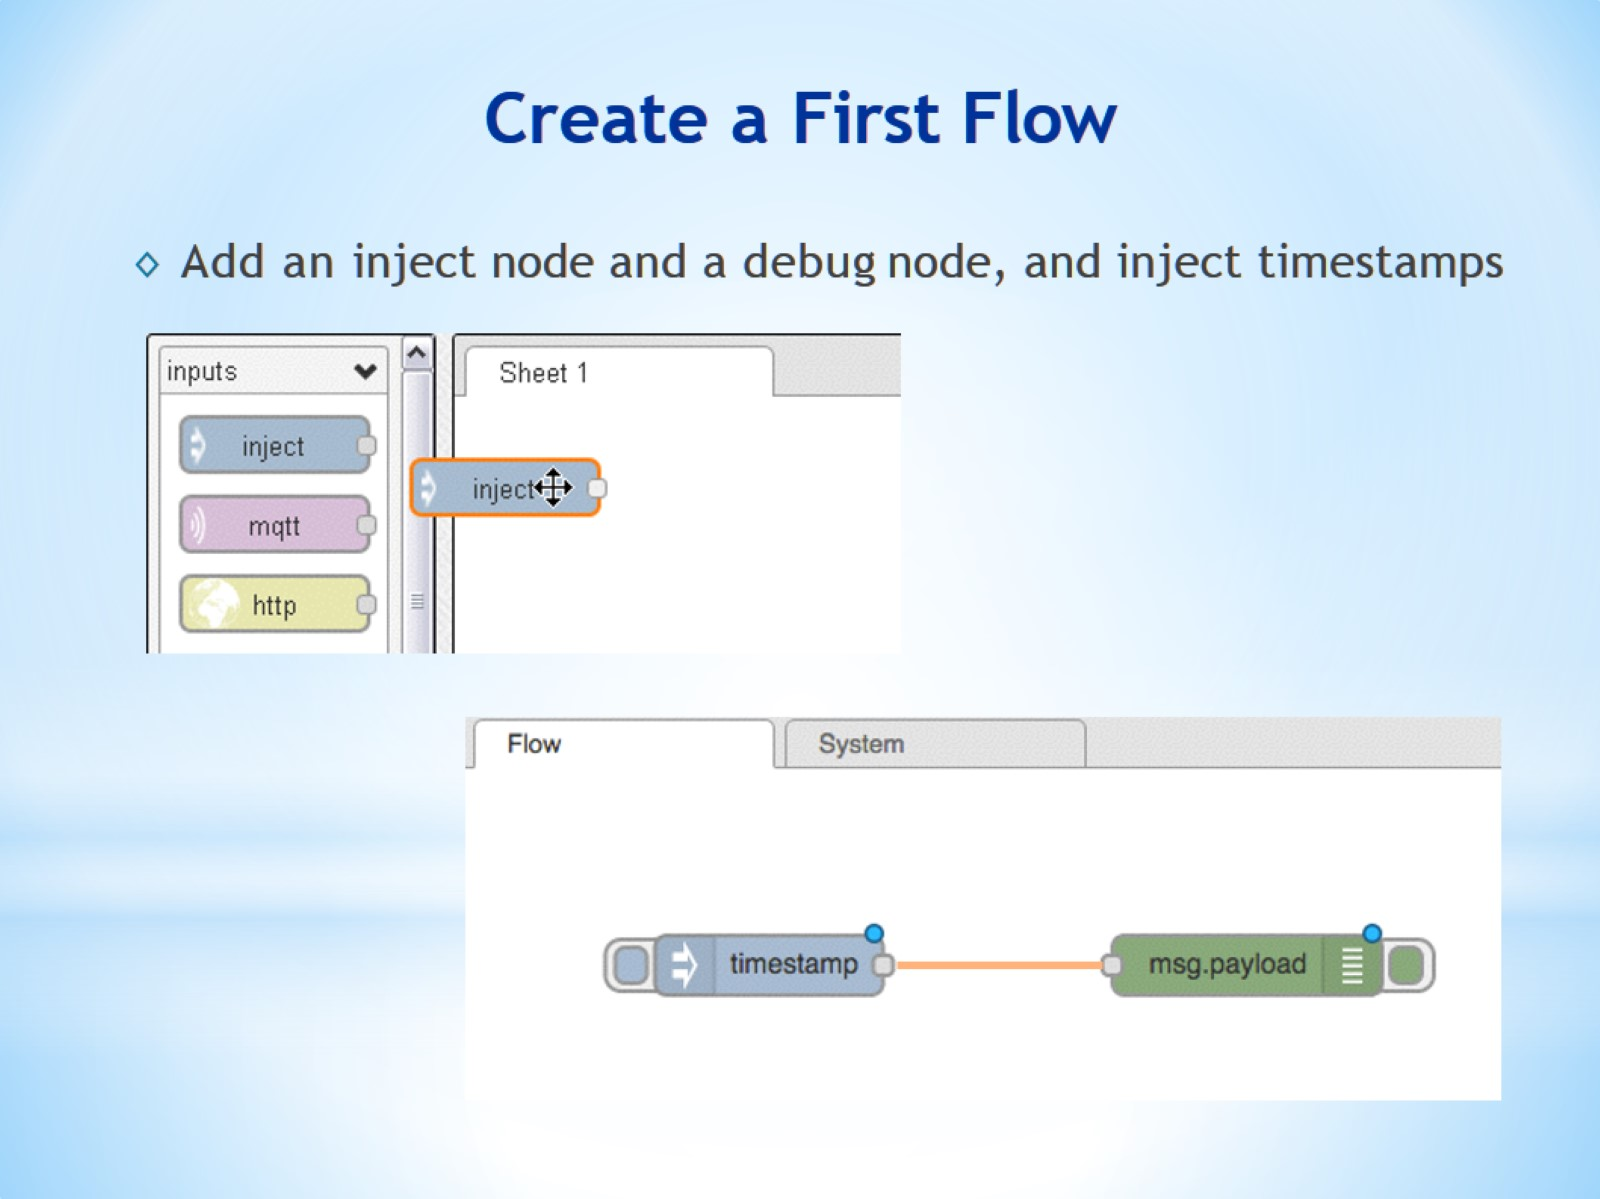 Create a First Flow
Add an inject node and a debug node, and inject timestamps
inputs
Sheet 1
inject
inject
mqtt
http
Flow
System
timestamp
msg.payload